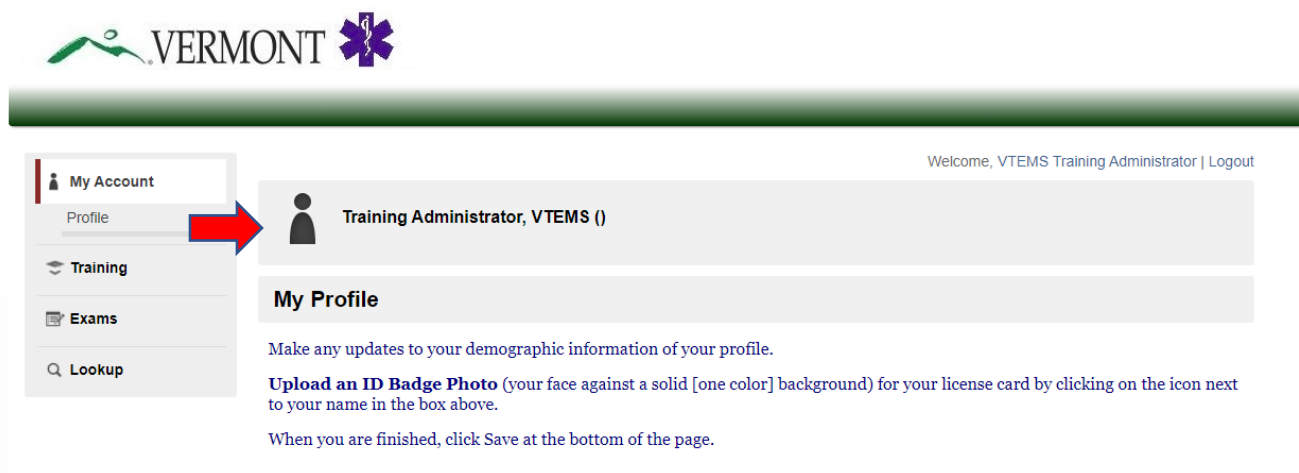 VERMONT
Welcome, VTEMS Training Administrator | Logout
My Account
Profile
Training
Exams
Lookup
Training Administrator, VTEMS ()
My Profile
Make any updates to your demographic information of your profile.
Upload an ID Badge Photo (your face against a solid [one color] background) for your license card by clicking on the icon next
to your name in the box above.
When you are finished, click Save at the bottom of the page.